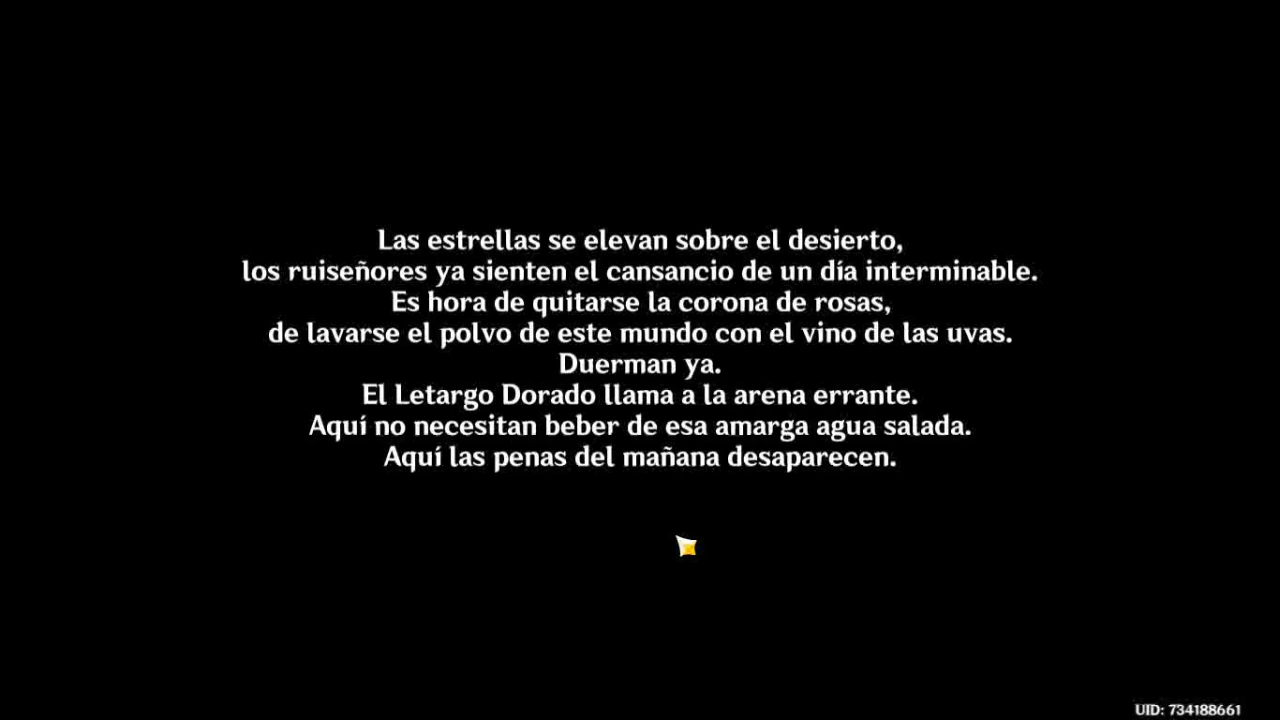 Las estrellas se elevan sobre el desierto,
los ruiseñores ya sienten el cansancio de un día interminable.
Es hora de quitarse la corona de rosas,
de lavarse el polvo de este mundo con el vino de las uvas.
Duerman ya.
El Letargo Dorado llama a la arena errante.
Aquí no necesitan beber de esa amarga agua salada.
Aquí las penas del mañana desaparecen.
UID: 734188661